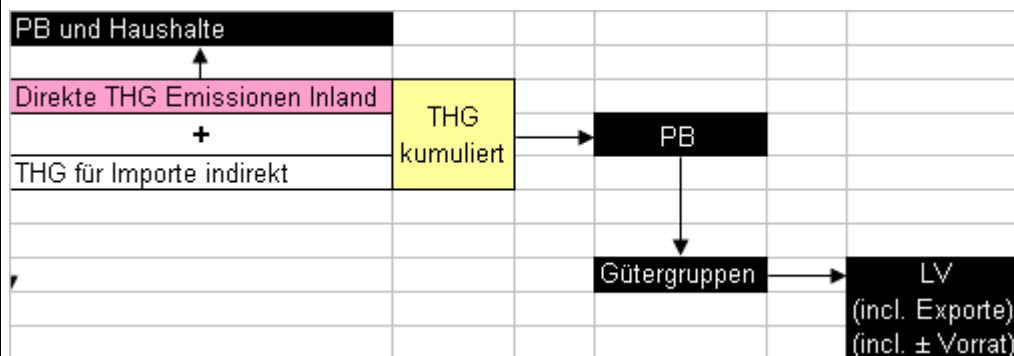 PB und Haushalte
Direkte THG Emissionen Inland
+
THG für Importe indirekt
THG
kumuliert
PB
Gütergruppen
LV
(incl. Exporte)
(incl. ± Vorrat)